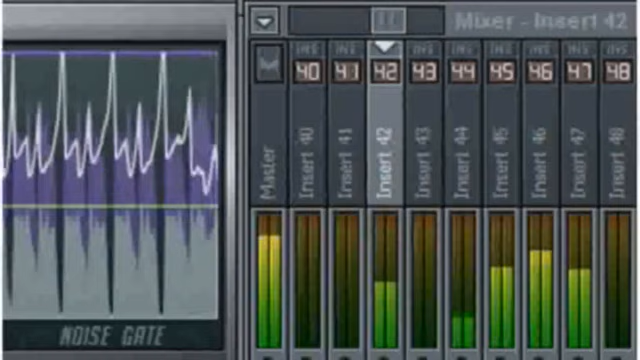 Mixer - Insert 42
INS INS INS INS INS INS INS INS INS
40 41 42 43 44 45 46 47 48
Master Insert 40 Insert 41 Insert 42 Insert 43 Insert 44 Insert 45 Insert 46 Insert 47 Insert 48
NOISE GATE